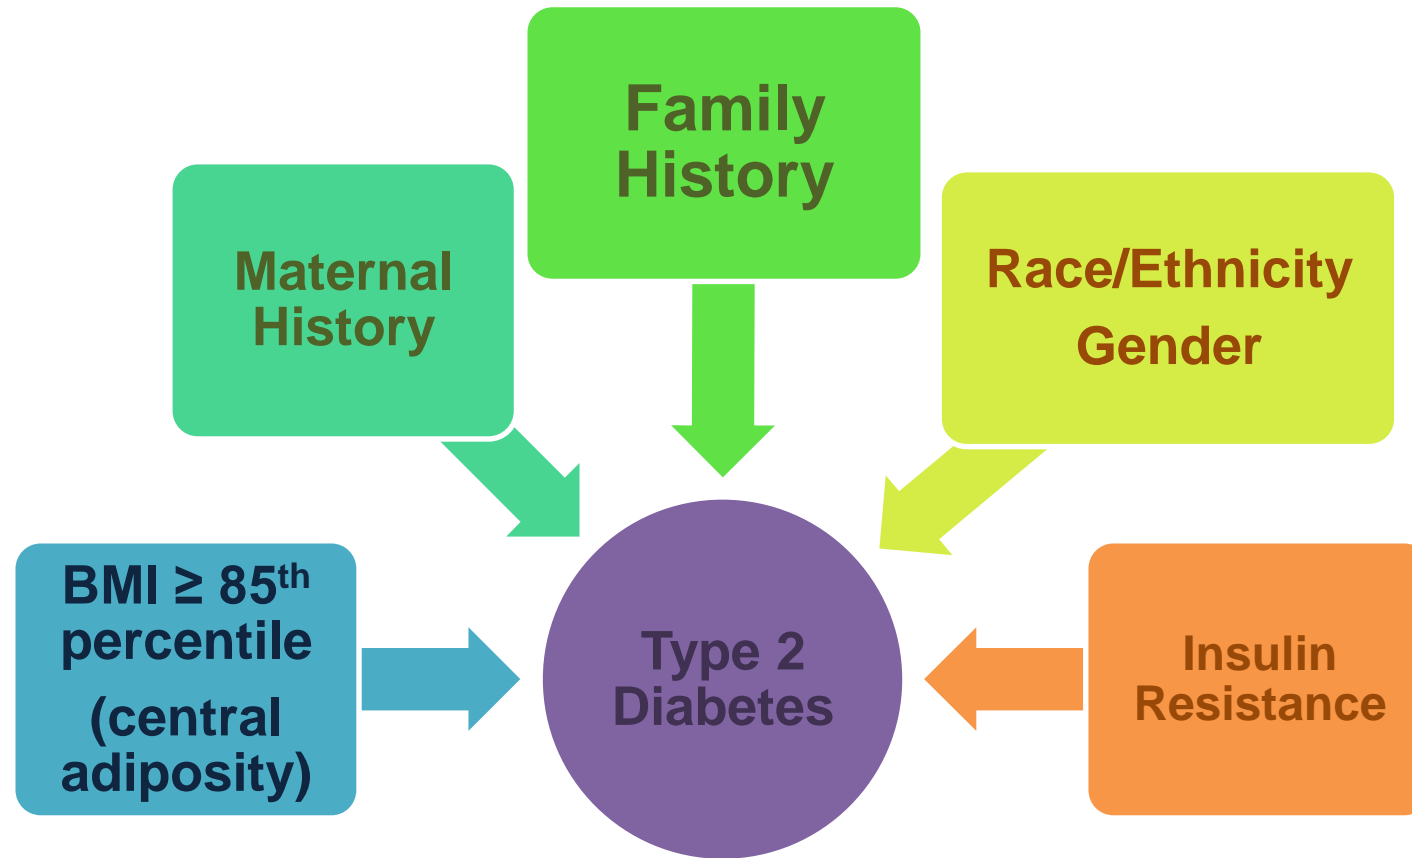 Family
History
Maternal
History
Race/Ethnicity
Gender
BMI ≥ 85th
percentile
(central
adiposity)
Type 2
Diabetes
Insulin
Resistance